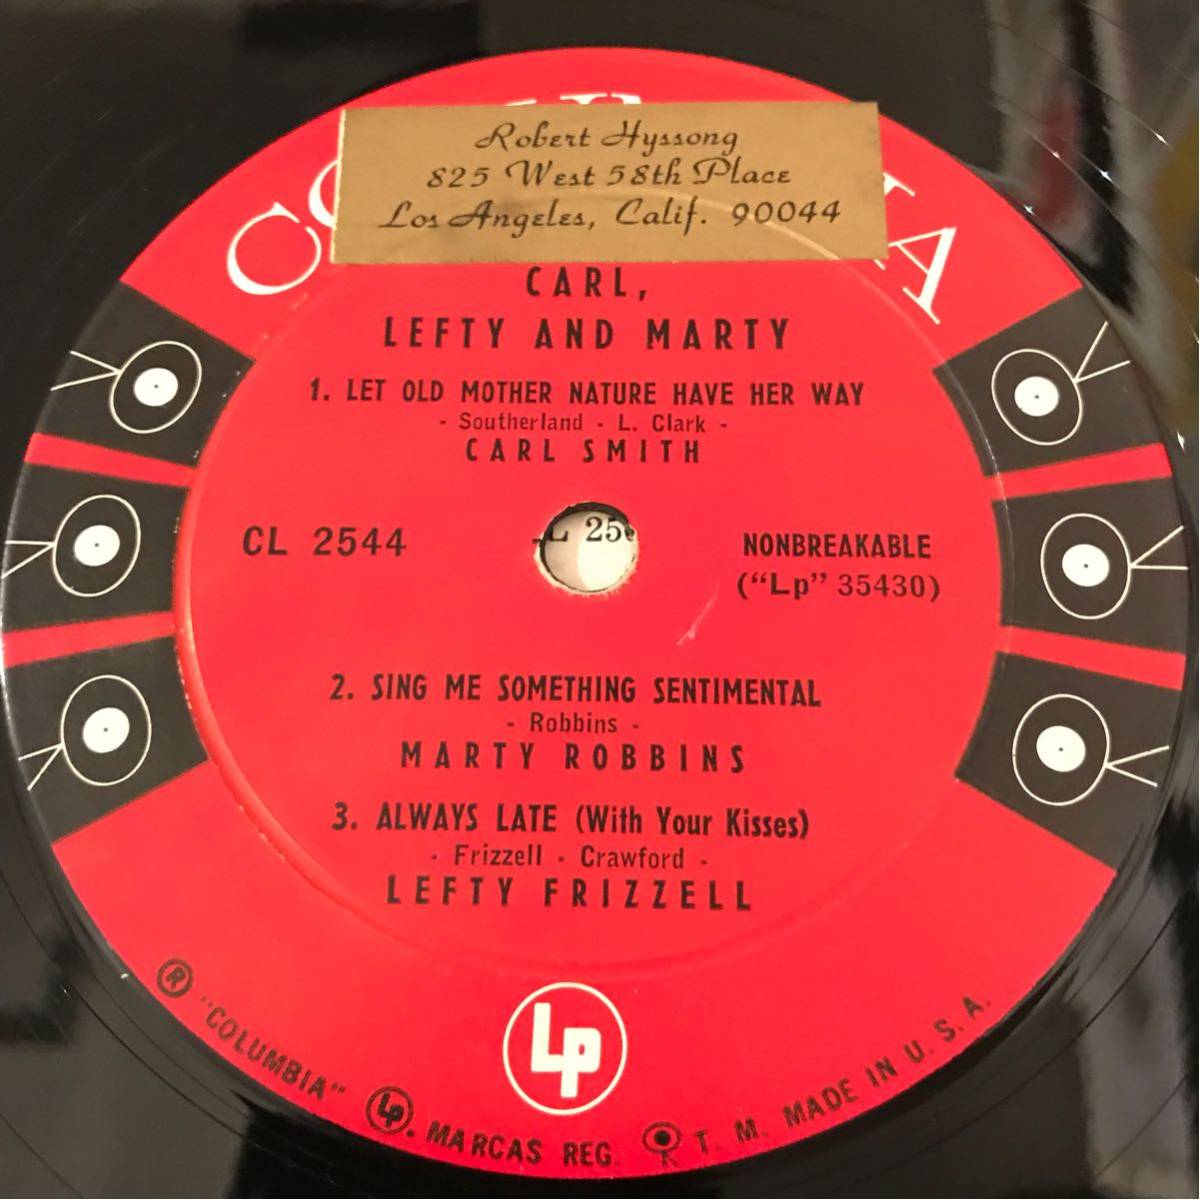 Robert Hyssong
825 West 58th Place
Los Angeles, Calif. 90044
CARL,
LEFTY AND MARTY
1. LET OLD MOTHER NATURE HAVE HER WAY
- Southerland - L. Clark -
CARL SMITH
CL 2544
NONBREAKABLE
("Lp" 35430)
2. SING ME SOMETHING SENTIMENTAL
- Robbins -
MARTY ROBBINS
3. ALWAYS LATE (With Your Kisses)
- Frizzell - Crawford -
LEFTY FRIZZELL
Lp
® "COLUMBIA" Lp. MARCAS REG. T. M. MADE IN U. S. A.